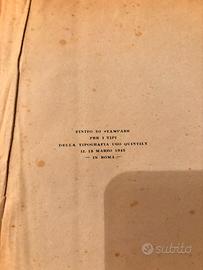 FINITO DI STAMPARE
PER I TIPI
DELLA TIPOGRAFIA UGO QUINTILY
IL 15 MARZO 1945
— IN ROMA —
subito